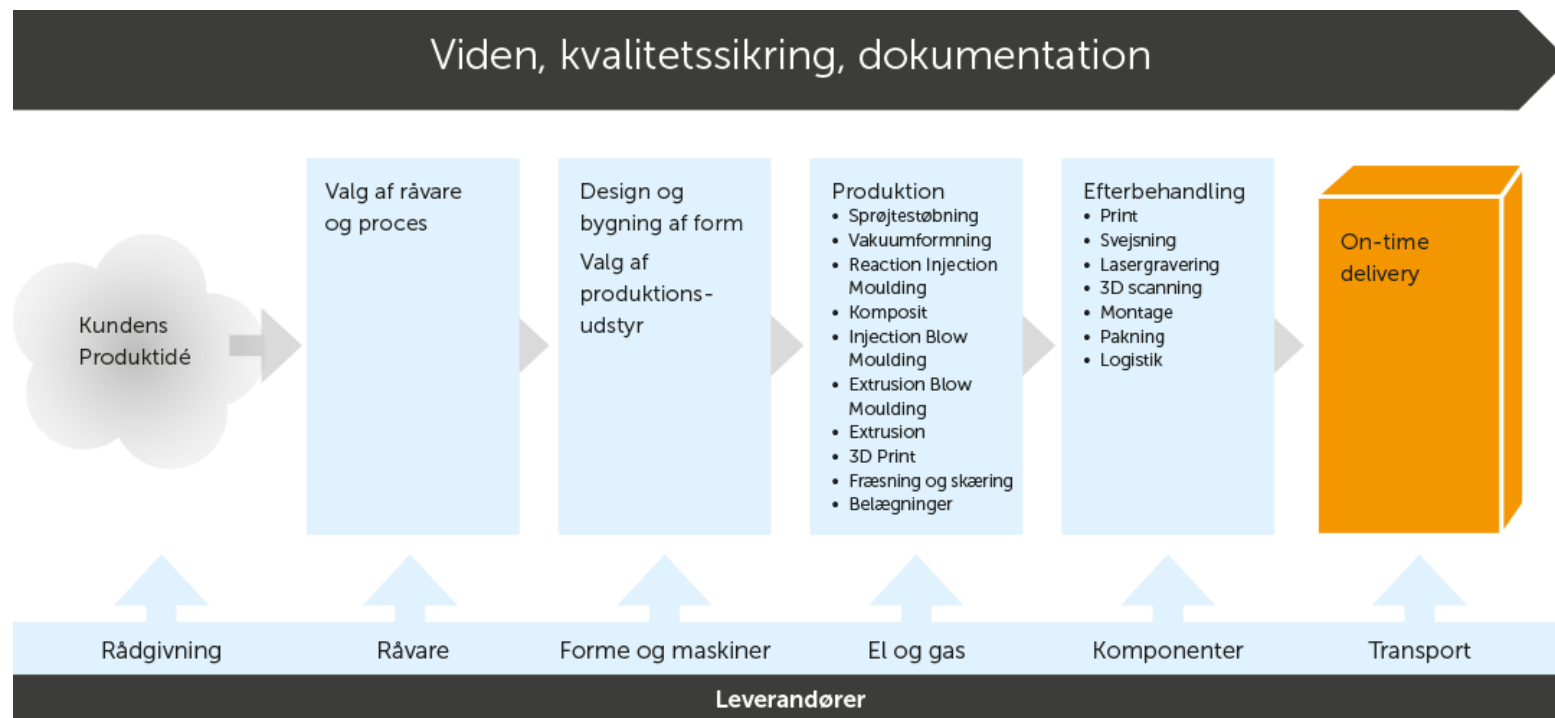 Viden, kvalitetssikring, dokumentation
Kundens
Produktidé
Valg af råvare
og proces
Design og
bygning af form
Valg af
produktions-
udstyr
Produktion
• Sprøjtestøbning
• Vakuumformning
• Reaction Injection
Moulding
• Komposit
• Injection Blow
Moulding
• Extrusion Blow
Moulding
• Extrusion
• 3D Print
• Fræsning og skæring
• Belægninger
Efterbehandling
• Print
• Svejsning
• Lasergravering
• 3D scanning
• Montage
• Pakning
• Logistik
On-time
delivery
Rådgivning
Råvare
Forme og maskiner
El og gas
Komponenter
Transport
Leverandører